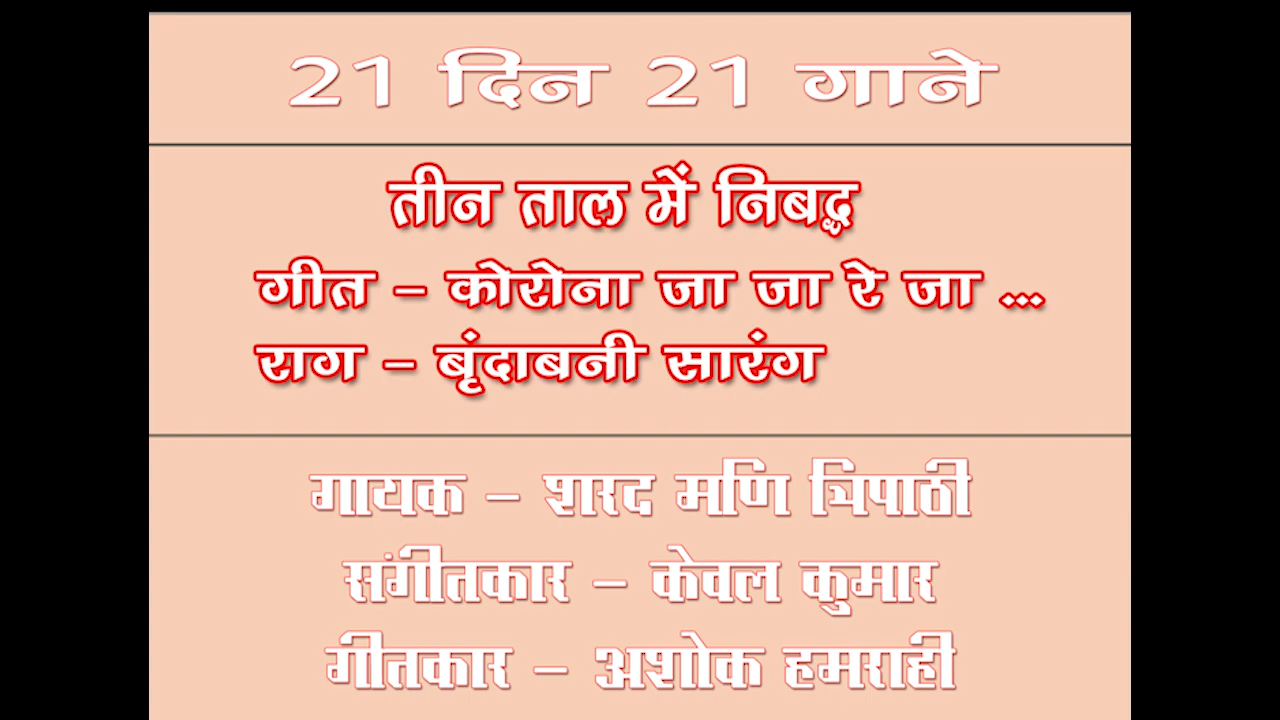 21 दिन 21 गाने
तीन ताल में निबद्ध
गीत – कोरोना जा जा रे जा ...
राग – बृंदाबनी सारंग
गायक – शरद मणि त्रिपाठी
संगीतकार – केवल कुमार
गीतकार – अशोक हमराही